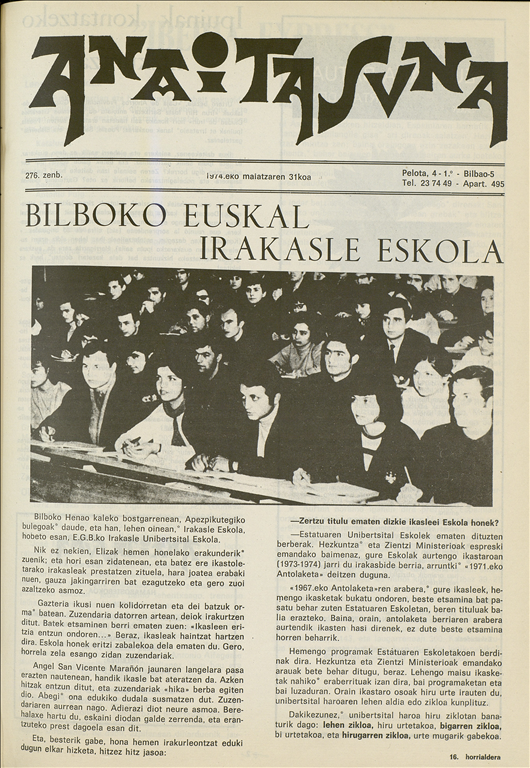 ANAITASUNA
276. zenb.
1974.eko maiatzaren 31koa
Pelota, 4 - 1.° - Bilbao-5
Tel. 23 74 49 - Apart. 495
BILBOKO EUSKAL
IRAKASLE ESKOLA
Bilboko Henao kaleko bostgarrenean, Apezpikutegiko
bulegoak* daude, eta han, lehen oinean,* Irakasle Eskola,
hobeto esan, E.G.B.ko Irakasle Unibertsital Eskola.
Nik ez nekien, Elizak hemen honelako erakunderik*
zuenik; eta hori esan zidatenean, eta batez ere ikastole-
tarako irakasleak prestatzen zituela, hara joatea erabaki
nuen, gauza jakingarriren bat ezagutzeko eta gero zuoi
azaltzeko asmoz.
Gazteria ikusi nuen kolidorretan eta dei batzuk or-
ma* batean. Zuzendaria datorren artean, deiok irakurtzen
ditut. Batek esaitzen berri ematen zuen: «Ikasleen eri-
tzia entzun ondoren...» Beraz, ikasleak haintzat hartzen
dira. Eskola honek eritzi zabalekoa dela ematen du. Gero,
horrela zela esango zidan zuzendariak.
Angel San Vicente Marañón jaunaren langelara pasa
erazten nautenean, handik ikasle bat ateratzen da. Azken
hitzak entzun ditut, eta zuzendariak «hika» berba egiten
dio. Abegi* ona edukiko dudala susmatzen dut. Zuzen-
dariaren aurrean nago. Adierazi diot neure asmoa. Bere-
halaxe hartu du, eskaini diodan galde zerrenda, eta eran-
tzuteko prest dagoela esan dit.
Eta, besterik gabe, hona hemen irakurleontzat eduki
dugun elkar hizketa, hitzez hitz jasoa:
—Zertzu titulu ematen dizkie ikasleei Eskola honek?
—Estatuaren Unibersital Eskolek ematen dituzten
berberak. Hezkuntza* eta Zientzi Ministerioak espreski
emandako baimenaz, gure Eskolak aurtengo ikastaroan
(1973-1974) jarri du irakasbide berria, arruntki* «1971.eko
Antolaketa» deitzen duguna.
«1967.eko Antolaketa»ren arabera,* gure ikasleek, he-
mengo ikasketak bukatu ondoren, beste etsamina bat pa-
satu behar zuten Estatuaren Eskoletan, beren tituluak ba-
lia erazteko. Baina, orain, antolaketa berriaren arabera
aurtendik ikasten hasi direnek, ez dute beste etsamina
horren beharrik.
Hemengo programak Estatuaren Eskoletakoen berdi-
nak dira. Hezkuntza eta Zientzi Ministerioak emandako
arauak bete behar ditugu, beraz. Lehengo maisu ikaske-
tak nahiko* eraberrituak izan dira, bai programaketan eta
bai luzaduran. Orain ikastaro osoak hiru urte irauten du,
unibertsital haroaren lehen aldia edo zikloa kunplituz.
Dakikezunez,* unibertsital haroa hiru ziklotan bana-
turik dago: lehen zikloa, hiru urtetakoa, bigarren zikloa,
bi urtetakoa, eta hirugarren zikloa, urte mugarik gabekoa.
16. horrialdera